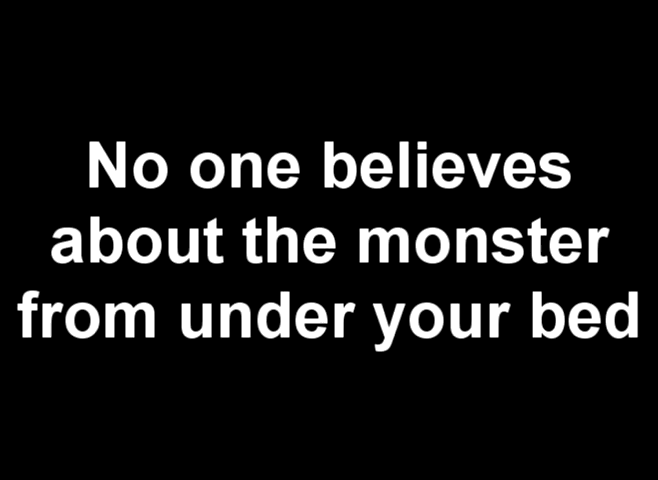 No one believes
about the monster
from under your bed